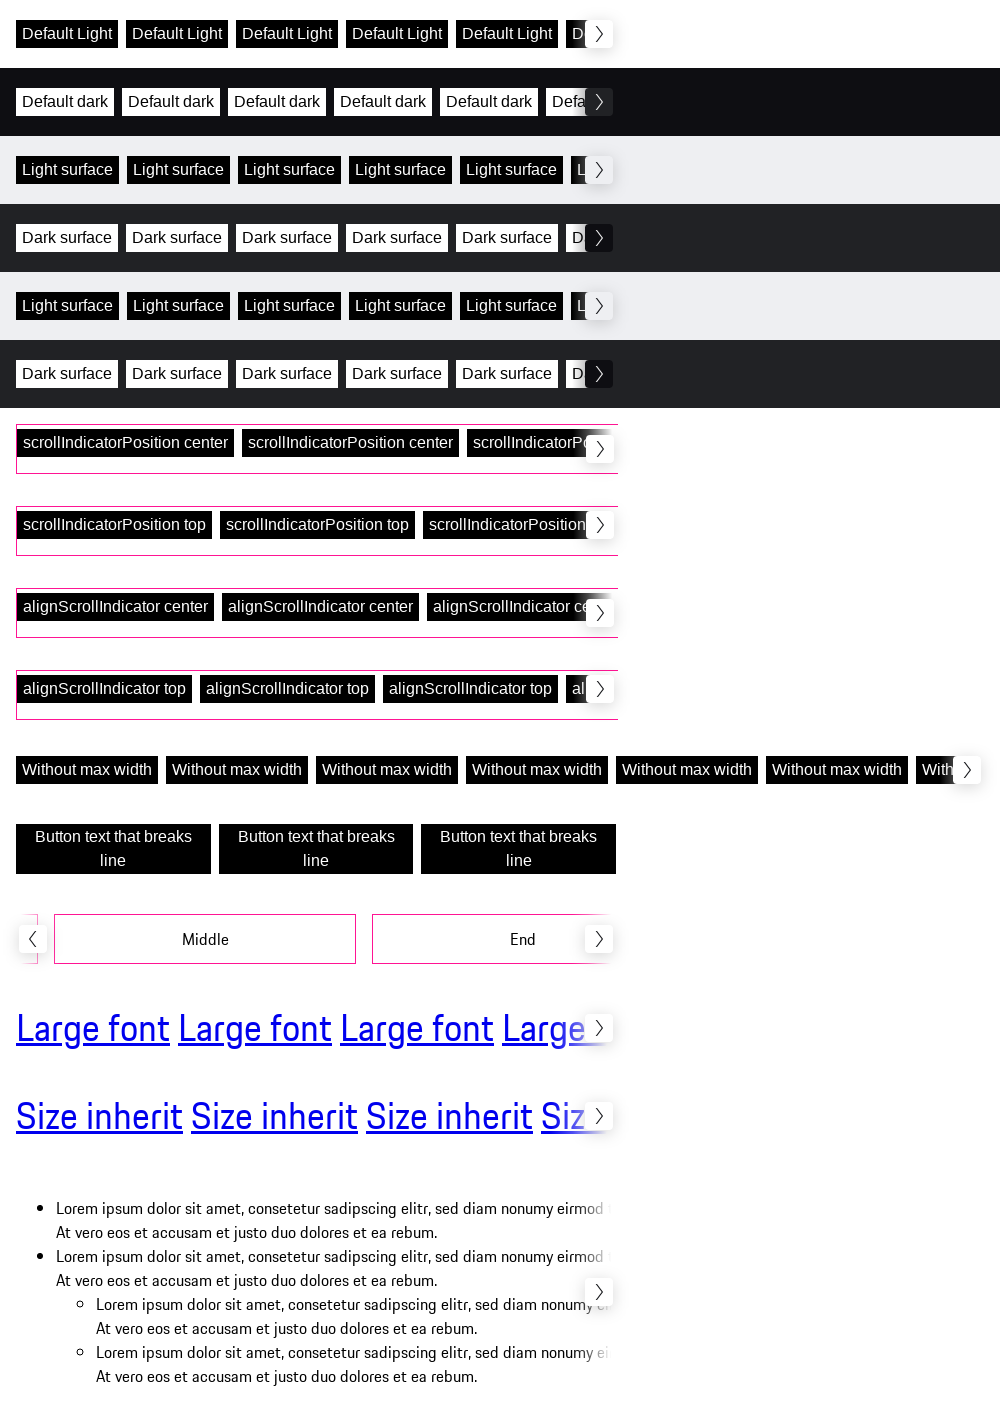 Default Light Default Light Default Light Default Light Default Light
Default dark Default dark Default dark Default dark Default dark Defa
Light surface Light surface Light surface Light surface Light surface L
Dark surface Dark surface Dark surface Dark surface Dark surface
Light surface Light surface Light surface Light surface Light surface L
Dark surface Dark surface Dark surface Dark surface Dark surface
scrollIndicatorPosition center scrollIndicatorPosition center scrollIndicatorPo
scrollIndicatorPosition top scrollIndicatorPosition top scrollIndicatorPosition
alignScrollIndicator center alignScrollIndicator center alignScrollIndicator ce
alignScrollIndicator top alignScrollIndicator top alignScrollIndicator top al
Without max width Without max width Without max width Without max width Without max width Without max width With
Button text that breaks Button text that breaks Button text that breaks
line line line
Middle End
Large font Large font Large font Large
Size inherit Size inherit Size inherit Siz
Lorem ipsum dolor sit amet, consetetur sadipscing elitr, sed diam nonumy eirmod
At vero eos et accusam et justo duo dolores et ea rebum.
Lorem ipsum dolor sit amet, consetetur sadipscing elitr, sed diam nonumy eirmod
At vero eos et accusam et justo duo dolores et ea rebum.
Lorem ipsum dolor sit amet, consetetur sadipscing elitr, sed diam nonumy ei
At vero eos et accusam et justo duo dolores et ea rebum.
Lorem ipsum dolor sit amet, consetetur sadipscing elitr, sed diam nonumy ei
At vero eos et accusam et justo duo dolores et ea rebum.